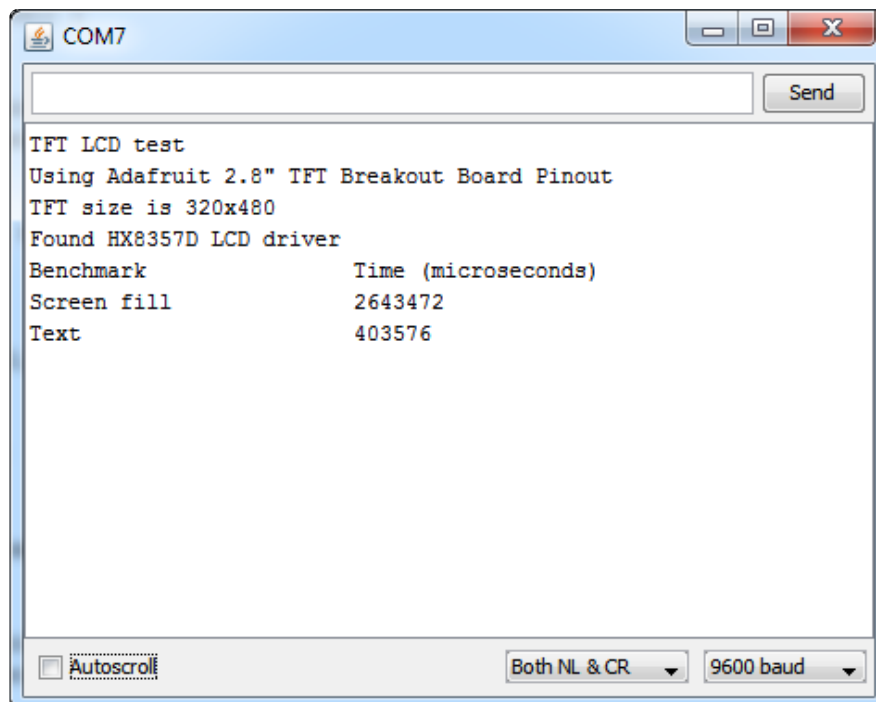 COM7
Send
TFT LCD test
Using Adafruit 2.8" TFT Breakout Board Pinout
TFT size is 320x480
Found HX8357D LCD driver
Benchmark                Time (microseconds)
Screen fill              2643472
Text                     403576
Autoscroll Both NL & CR 9600 baud